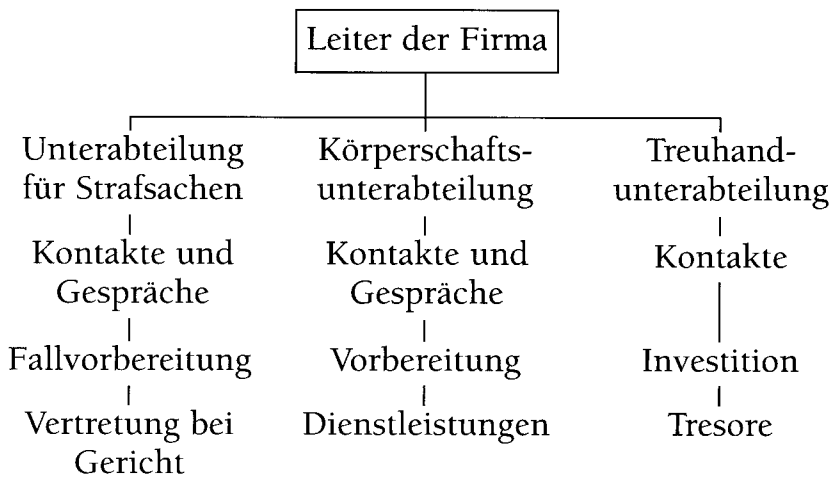 Leiter der Firma
Unterabteilung
für Strafsachen
Kontakte und
Gespräche
Fallvorbereitung
Vertretung bei
Gericht
Körperschafts-
unterabteilung
Kontakte und
Gespräche
Vorbereitung
Dienstleistungen
Treuhand-
unterabteilung
Kontakte
Investition
Tresore